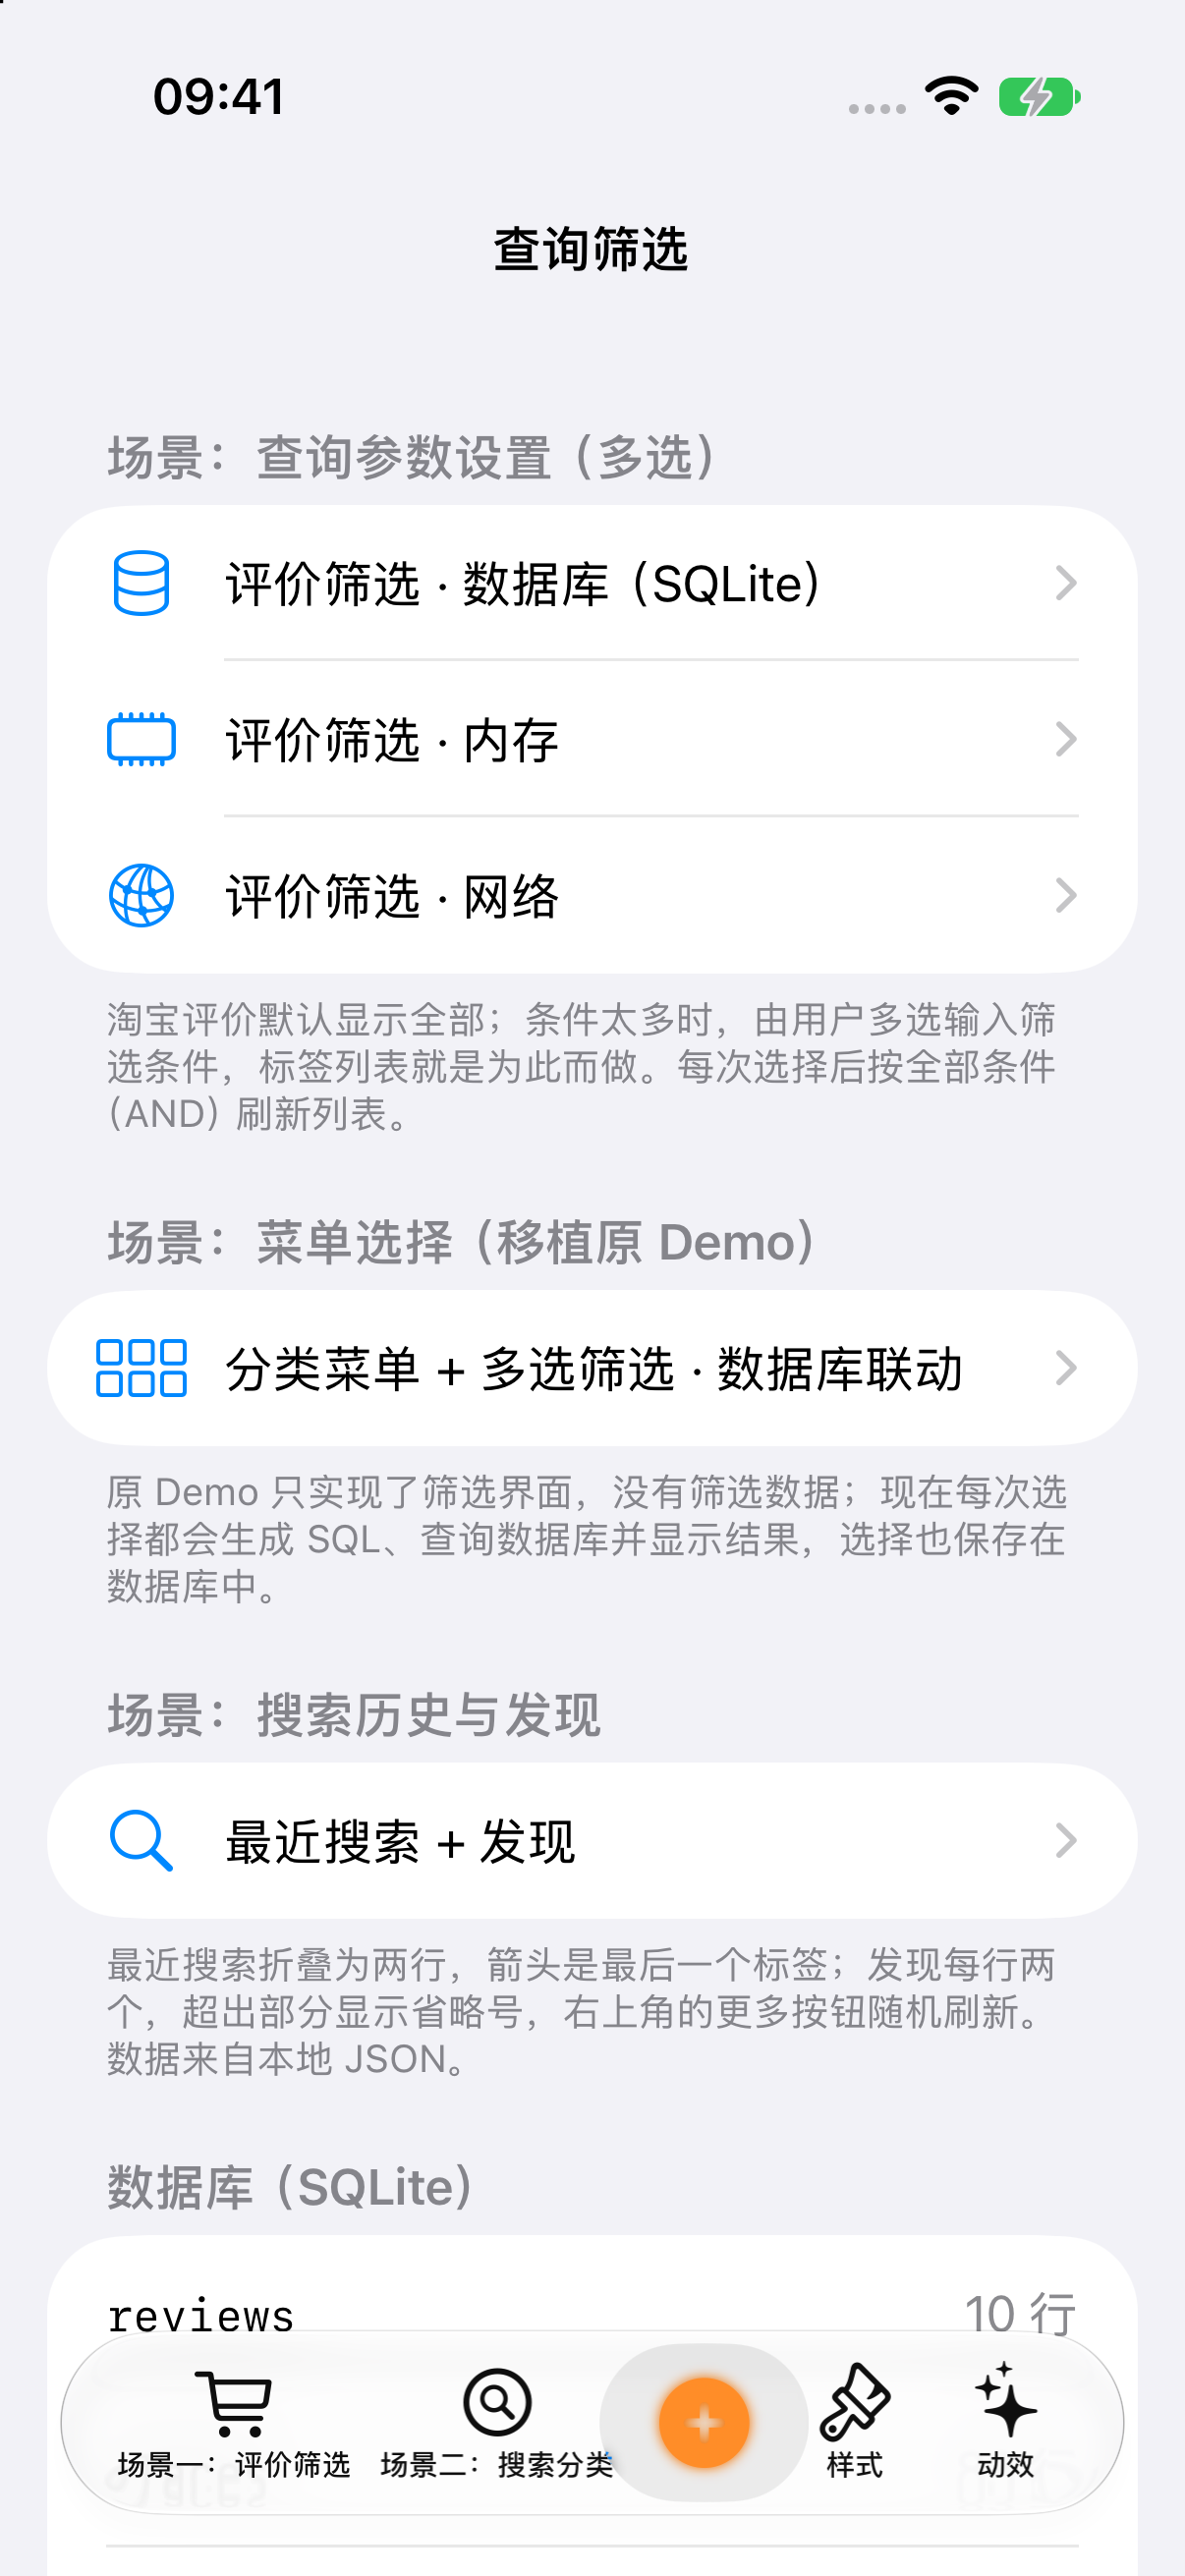 09:41
查询筛选
场景：查询参数设置（多选）
评价筛选 · 数据库（SQLite）
评价筛选 · 内存
评价筛选 · 网络
淘宝评价默认显示全部；条件太多时，由用户多选输入筛
选条件，标签列表就是为此而做。每次选择后按全部条件
（AND）刷新列表。
场景：菜单选择（移植原 Demo）
分类菜单 + 多选筛选 · 数据库联动
原 Demo 只实现了筛选界面，没有筛选数据；现在每次选
择都会生成 SQL、查询数据库并显示结果，选择也保存在
数据库中。
场景：搜索历史与发现
最近搜索 + 发现
最近搜索折叠为两行，箭头是最后一个标签；发现每行两
个，超出部分显示省略号，右上角的更多按钮随机刷新。
数据来自本地 JSON。
数据库（SQLite）
reviews
10 行
场景一：评价筛选
场景二：搜索分类
样式
动效